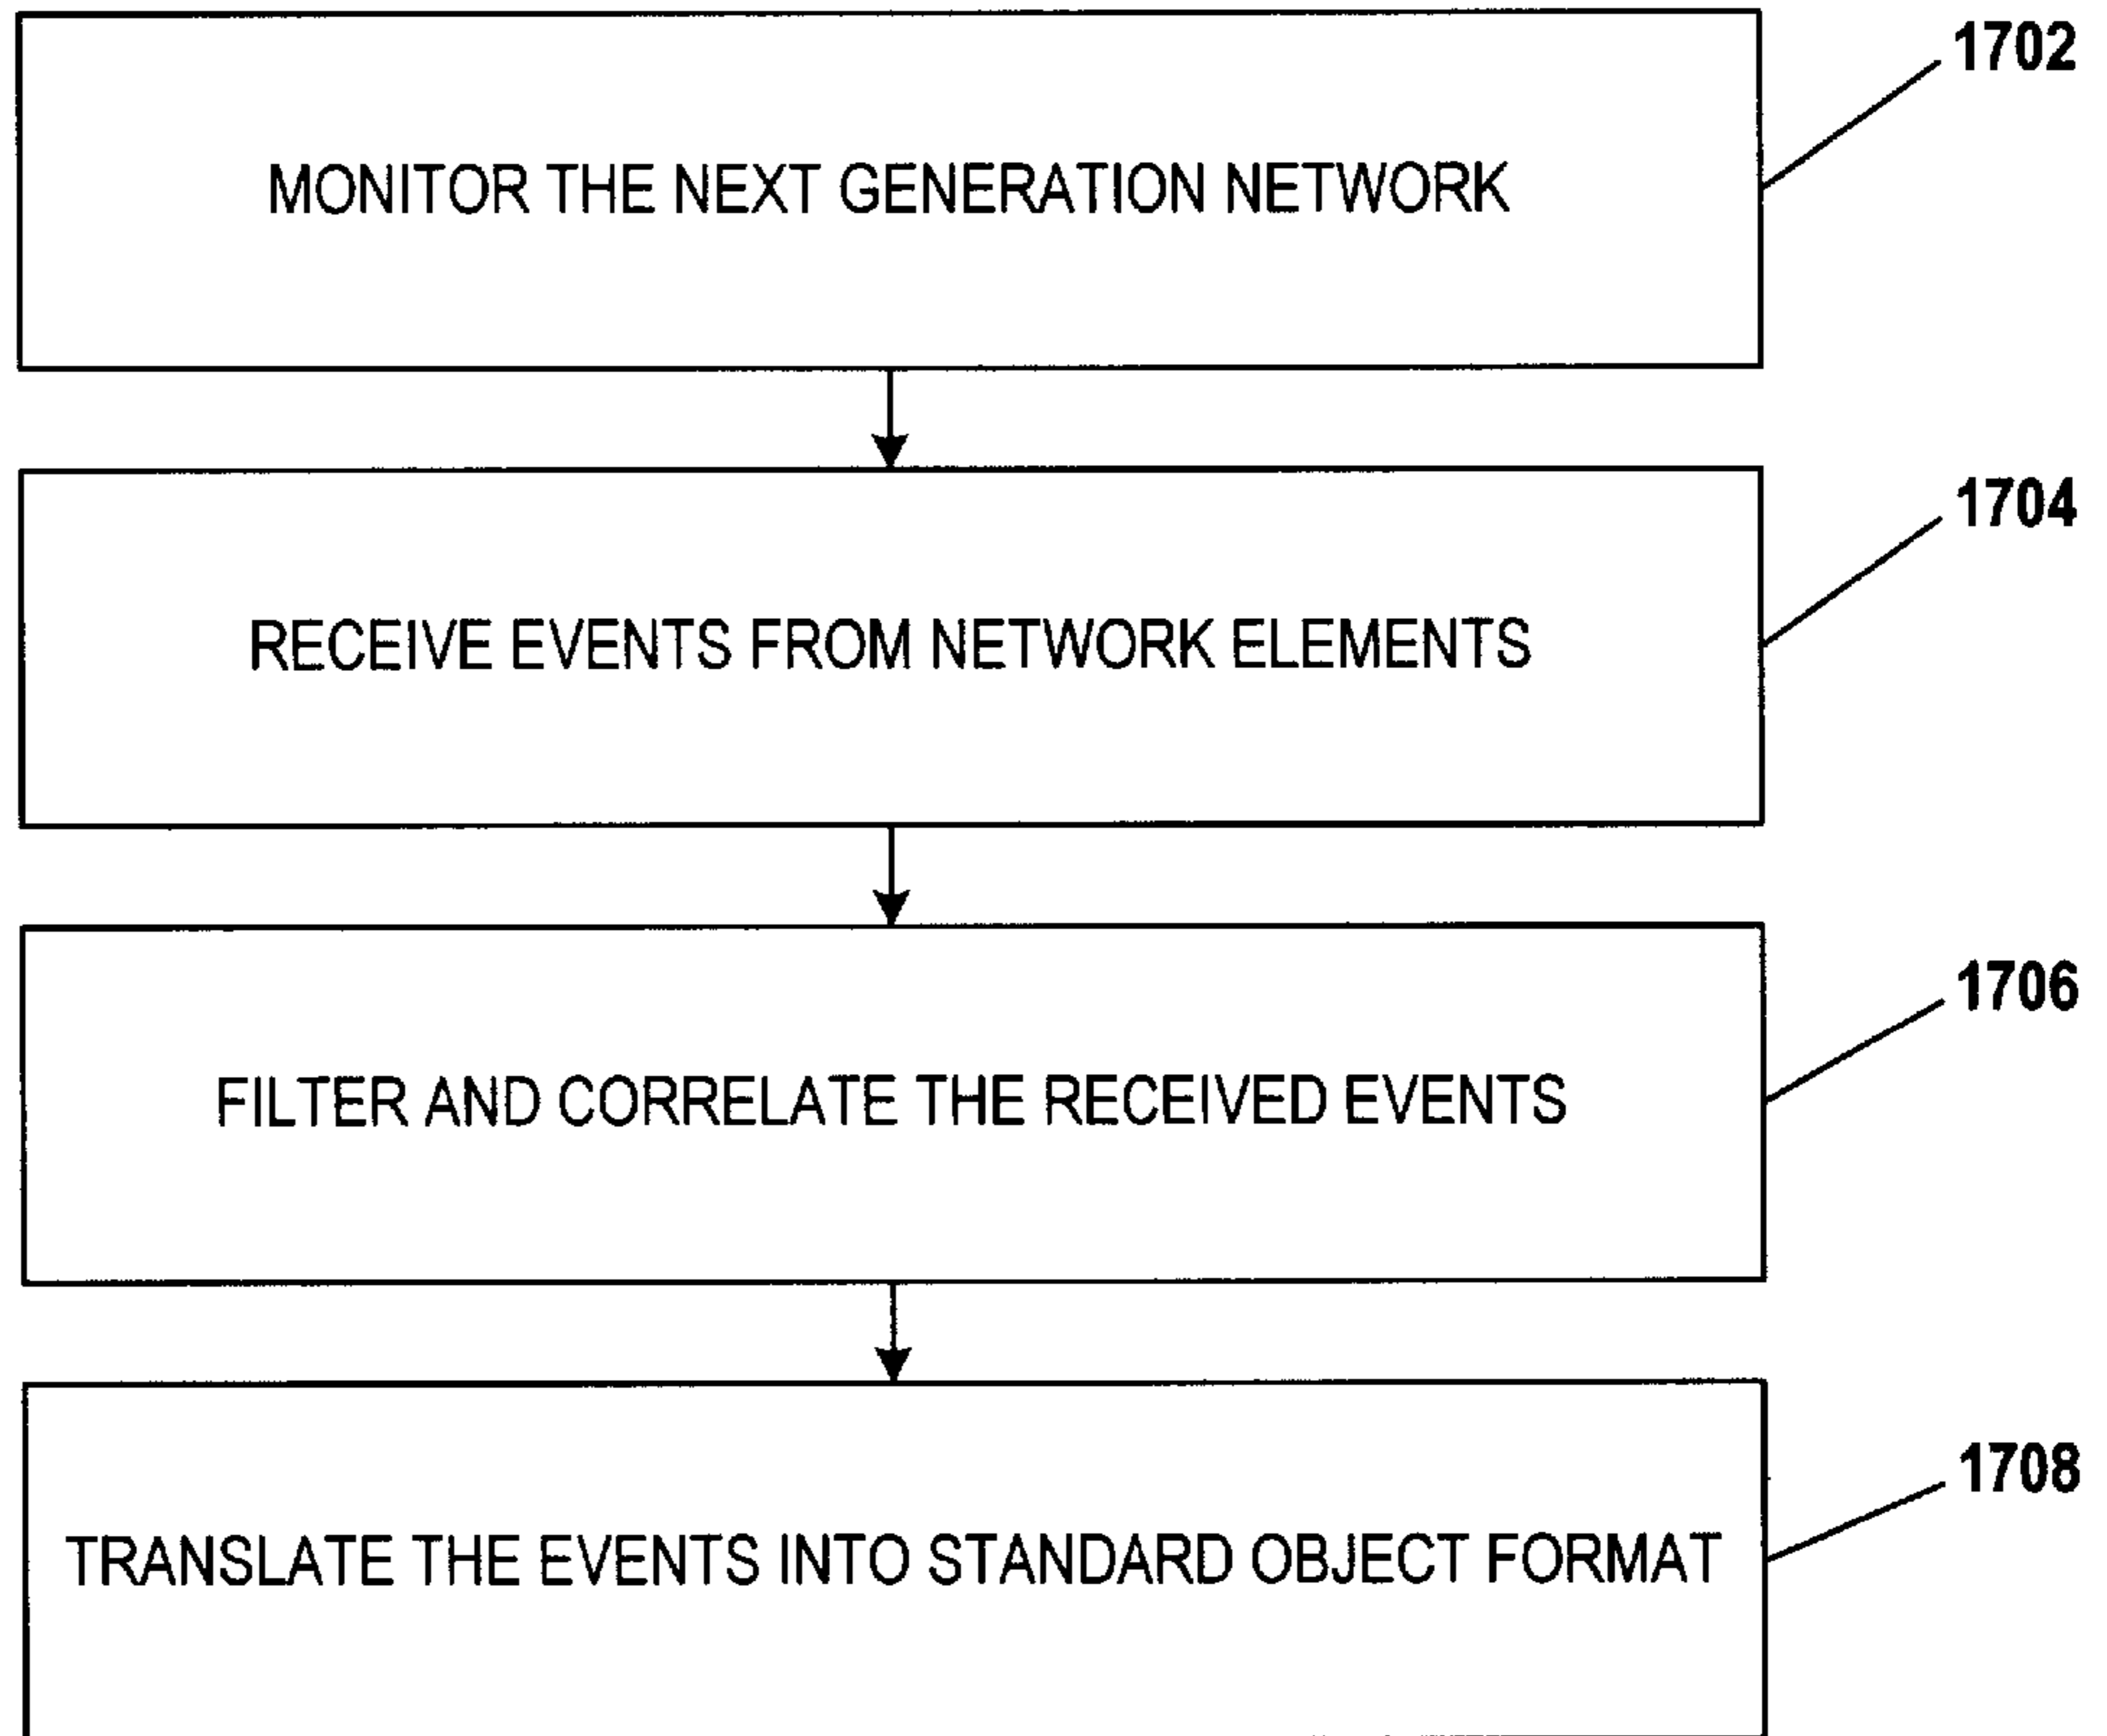 1702
MONITOR THE NEXT GENERATION NETWORK
1704
RECEIVE EVENTS FROM NETWORK ELEMENTS
1706
FILTER AND CORRELATE THE RECEIVED EVENTS
1708
TRANSLATE THE EVENTS INTO STANDARD OBJECT FORMAT